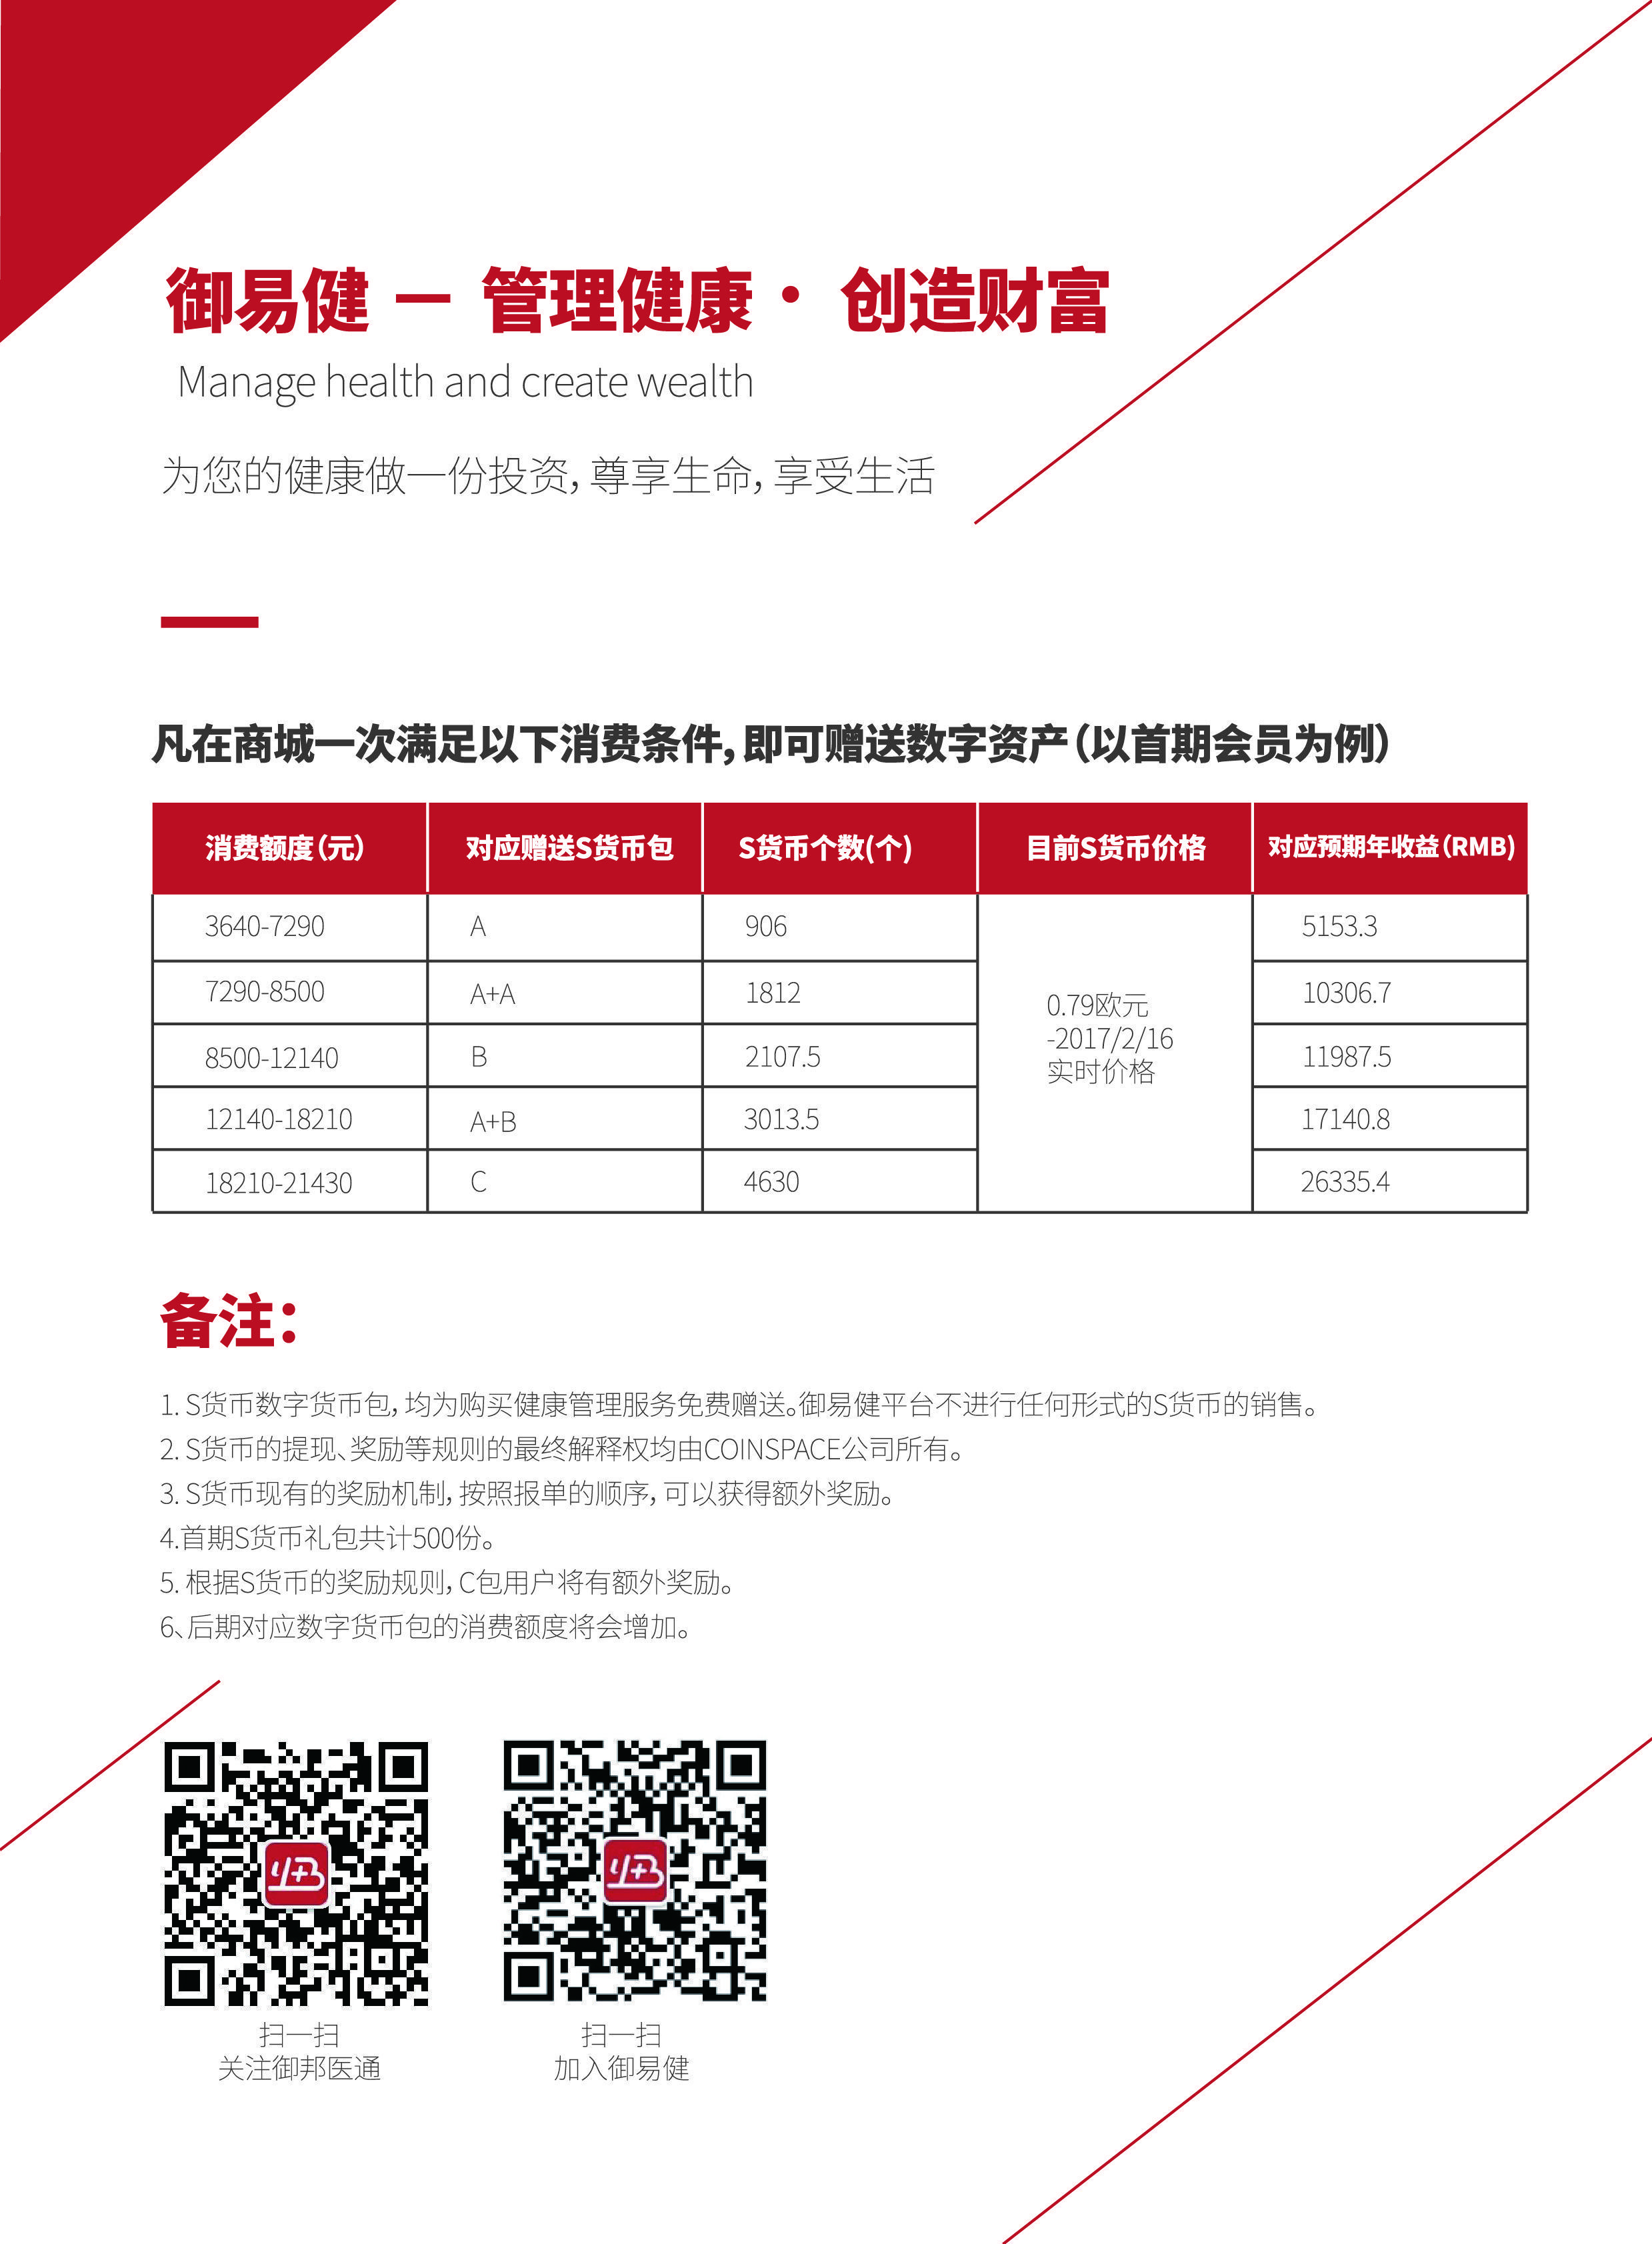 御易健 — 管理健康 · 创造财富
Manage health and create wealth
为您的健康做一份投资，尊享生命，享受生活
凡在商城一次满足以下消费条件，即可赠送数字资产（以首期会员为例）
消费额度（元） 对应赠送S货币包 S货币个数(个) 目前S货币价格 对应预期年收益（RMB)
3640-7290 A 906 5153.3
7290-8500 A+A 1812 10306.7
0.79欧元
-2017/2/16
实时价格
8500-12140 B 2107.5 11987.5
12140-18210 A+B 3013.5 17140.8
18210-21430 C 4630 26335.4
备注：
1. S货币数字货币包，均为购买健康管理服务免费赠送。御易健平台不进行任何形式的S货币的销售。
2. S货币的提现、奖励等规则的最终解释权均由COINSPACE公司所有。
3. S货币现有的奖励机制，按照报单的顺序，可以获得额外奖励。
4.首期S货币礼包共计500份。
5. 根据S货币的奖励规则，C包用户将有额外奖励。
6、后期对应数字货币包的消费额度将会增加。
扫一扫
关注御邦医通
扫一扫
加入御易健